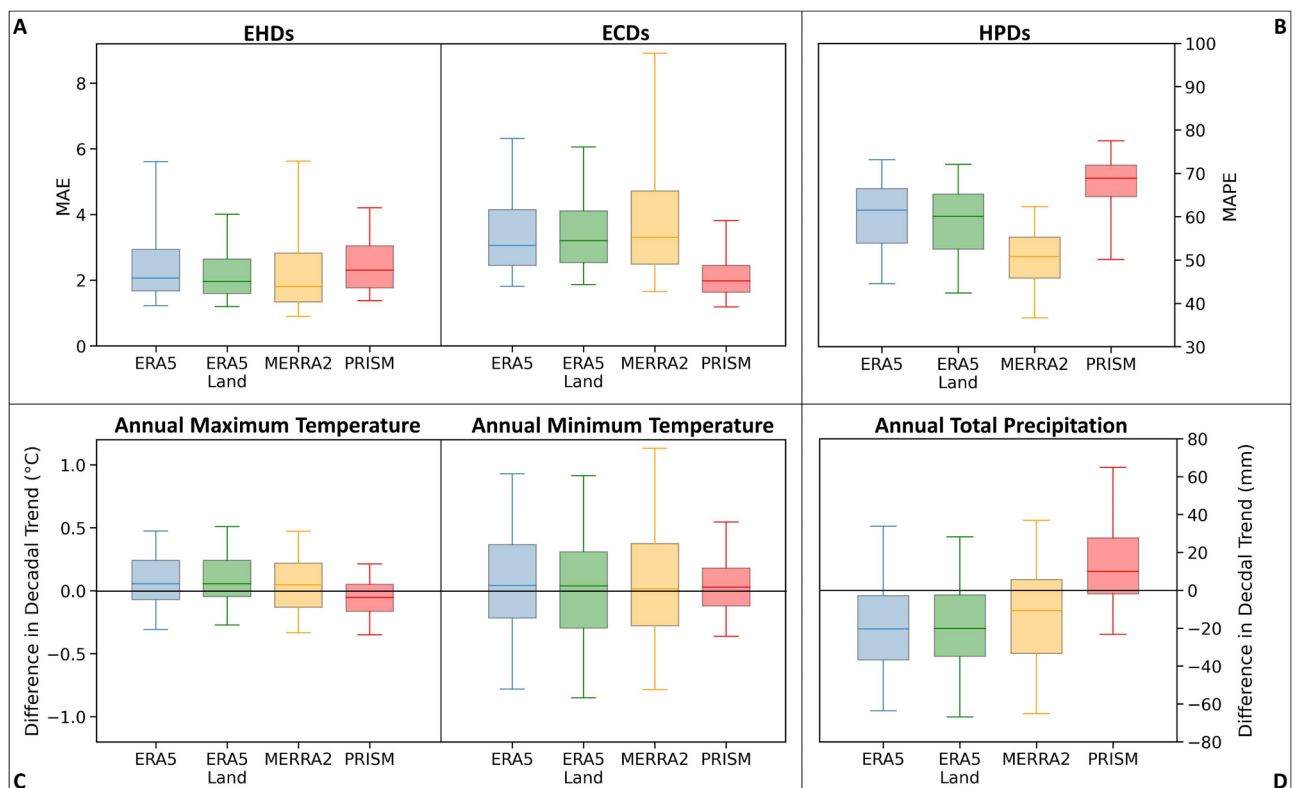 A
EHDs
ECDs
HPDs
B
MAE
8
6
4
2
0
ERA5
ERA5
Land
MERRA2
PRISM
ERA5
ERA5
Land
MERRA2
PRISM
100
90
80
70
60
50
40
30
MAPE
ERA5
ERA5
Land
MERRA2
PRISM
Annual Maximum Temperature
Annual Minimum Temperature
Annual Total Precipitation
Difference in Decadal Trend (°C)
1.0
0.5
0.0
−0.5
−1.0
ERA5
ERA5
Land
MERRA2
PRISM
ERA5
ERA5
Land
MERRA2
PRISM
80
60
40
20
0
−20
−40
−60
−80
Difference in Decdal Trend (mm)
ERA5
ERA5
Land
MERRA2
PRISM
C
D